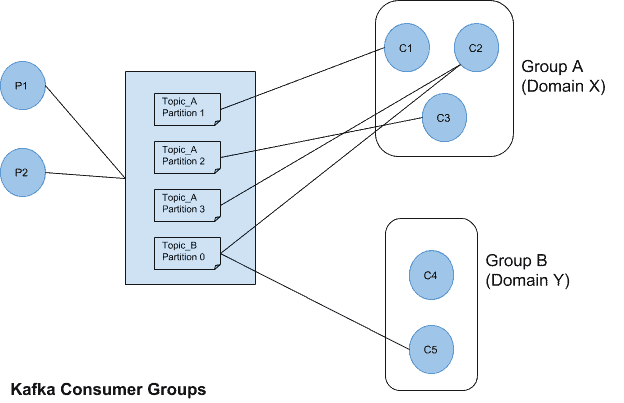 P1
P2
Topic_A
Partition 1
Topic_A
Partition 2
Topic_A
Partition 3
Topic_B
Partition 0
C1
C2
C3
Group A
(Domain X)
C4
C5
Group B
(Domain Y)
Kafka Consumer Groups